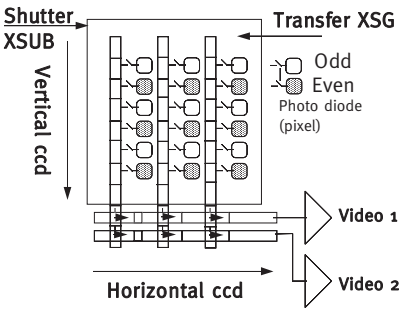 Shutter
XSUB
Transfer XSG
Odd
Even
Photo diode
(pixel)
Vertical ccd
Video 1
Horizontal ccd
Video 2